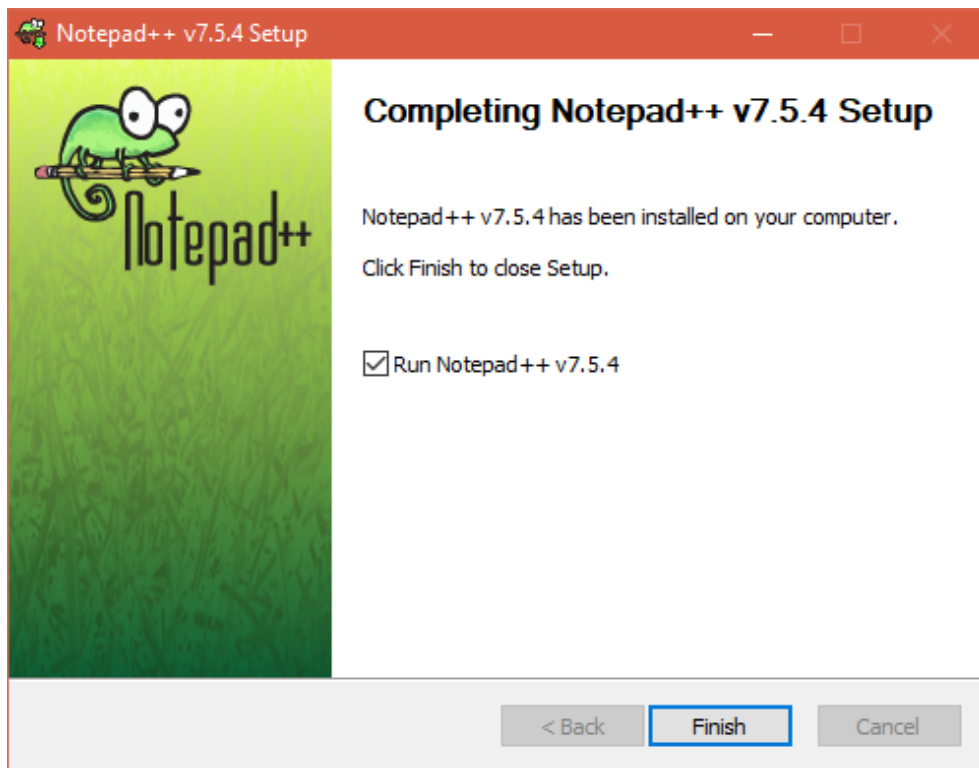 Notepad++ v7.5.4 Setup
Notepad++
Completing Notepad++ v7.5.4 Setup
Notepad++ v7.5.4 has been installed on your computer.
Click Finish to close Setup.
Run Notepad++ v7.5.4
< Back Finish Cancel